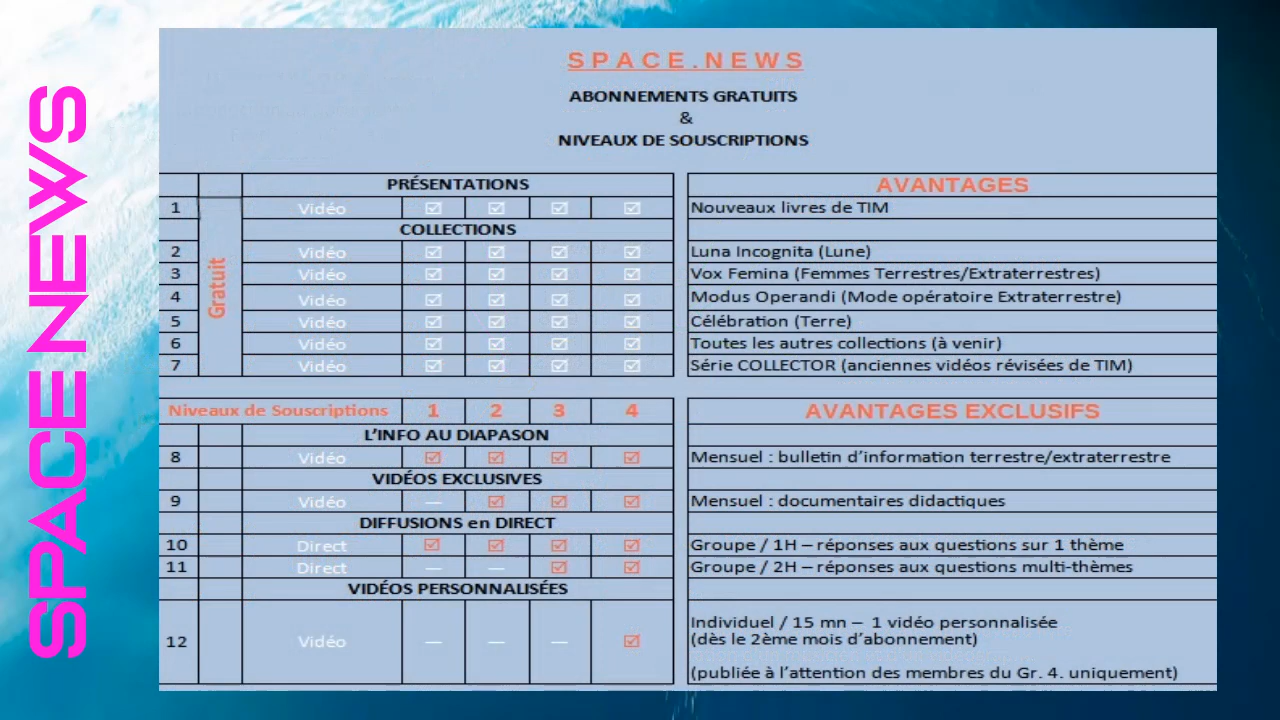 SPACE NEWS
SPACE.NEWS
ABONNEMENTS GRATUITS
&
NIVEAUX DE SOUSCRIPTIONS
PRÉSENTATIONS AVANTAGES
1 Gratuit Vidéo ☑ ☑ ☑ ☑ Nouveaux livres de TIM
COLLECTIONS
2 Vidéo ☑ ☑ ☑ ☑ Luna Incognita (Lune)
3 Vidéo ☑ ☑ ☑ ☑ Vox Femina (Femmes Terrestres/Extraterrestres)
4 Vidéo ☑ ☑ ☑ ☑ Modus Operandi (Mode opératoire Extraterrestre)
5 Vidéo ☑ ☑ ☑ ☑ Célébration (Terre)
6 Vidéo ☑ ☑ ☑ ☑ Toutes les autres collections (à venir)
7 Vidéo ☑ ☑ ☑ ☑ Série COLLECTOR (anciennes vidéos révisées de TIM)
Niveaux de Souscriptions 1 2 3 4 AVANTAGES EXCLUSIFS
L’INFO AU DIAPASON
8 Vidéo ☑ ☑ ☑ ☑ Mensuel : bulletin d’information terrestre/extraterrestre
VIDÉOS EXCLUSIVES
9 Vidéo — ☑ ☑ ☑ Mensuel : documentaires didactiques
DIFFUSIONS en DIRECT
10 Direct ☑ ☑ ☑ ☑ Groupe / 1H – réponses aux questions sur 1 thème
11 Direct — — ☑ ☑ Groupe / 2H – réponses aux questions multi-thèmes
VIDÉOS PERSONNALISÉES
12 Vidéo — — — ☑ Individuel / 15 mn – 1 vidéo personnalisée
(dès le 2ème mois d’abonnement)
(publiée à l’attention des membres du Gr. 4. uniquement)